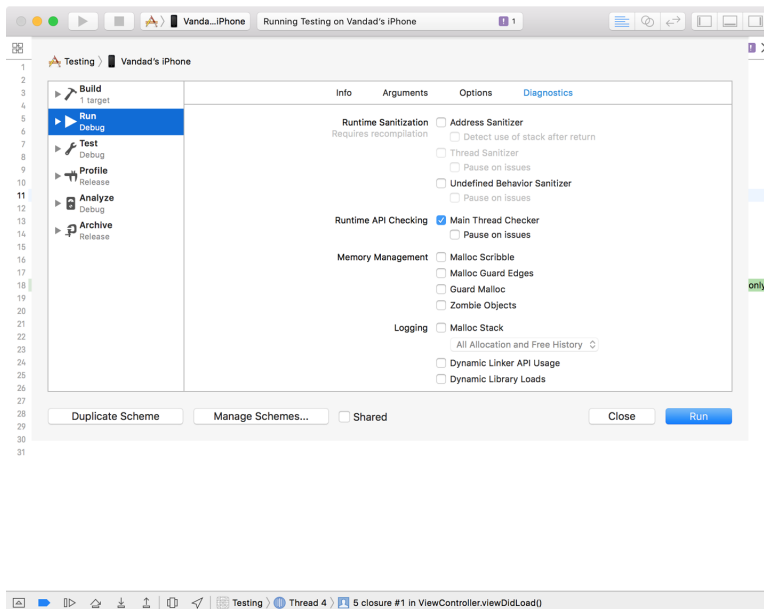 Vandad...iPhone
Running Testing on Vandad's iPhone
1
Testing
Vandad's iPhone
Build
1 target
Run
Debug
Test
Debug
Profile
Release
Analyze
Debug
Archive
Release
Info Arguments Options Diagnostics
Runtime Sanitization Address Sanitizer
Requires recompilation Detect use of stack after return
Thread Sanitizer
Pause on issues
Undefined Behavior Sanitizer
Pause on issues
Runtime API Checking Main Thread Checker
Pause on issues
Memory Management Malloc Scribble
Malloc Guard Edges
Guard Malloc
Zombie Objects
Logging Malloc Stack
All Allocation and Free History
Dynamic Linker API Usage
Dynamic Library Loads
Duplicate Scheme Manage Schemes... Shared Close Run
1
2
3
4
5
6
7
8
9
10
11
12
13
14
15
16
17
18 only
19
20
21
22
23
24
25
26
27
28
29
30
31
Testing Thread 4 5 closure #1 in ViewController.viewDidLoad()